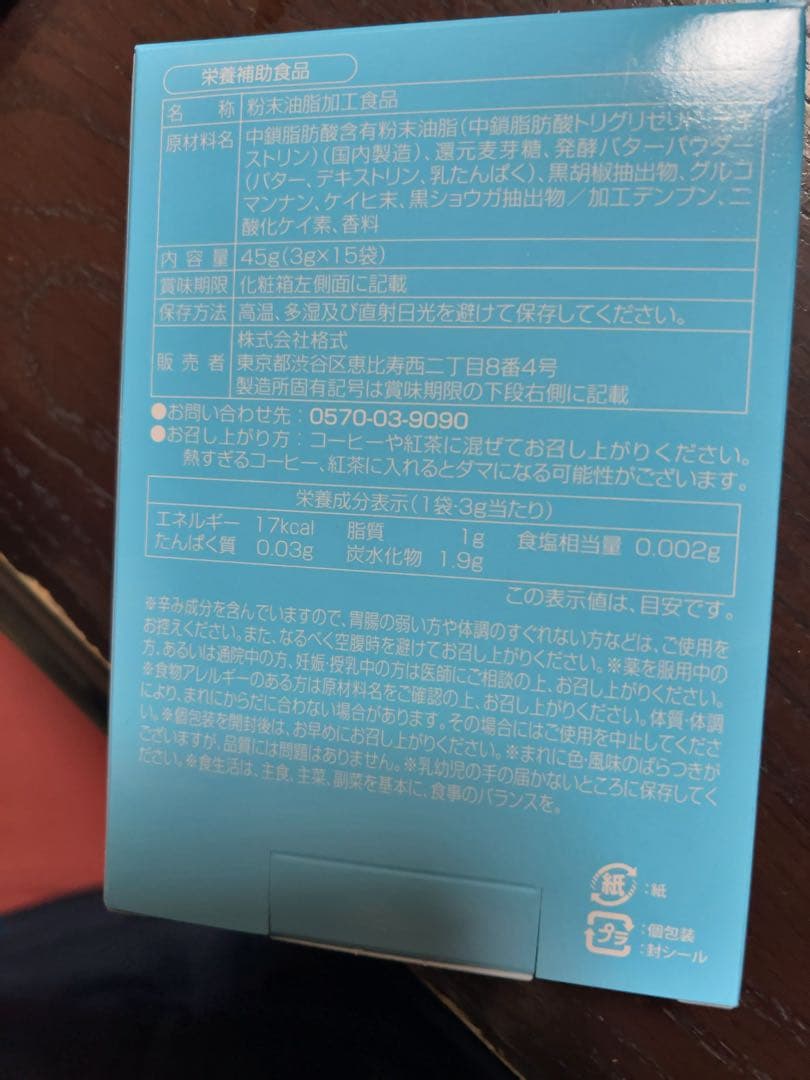 栄養補助食品
名 称 粉末油脂加工食品
原材料名 中鎖脂肪酸含有粉末油脂(中鎖脂肪酸トリグリセリド、デキ
ストリン)(国内製造)、還元麦芽糖、発酵バターパウダー
(バター、デキストリン、乳たんぱく)、黒胡椒抽出物、グルコ
マンナン、ケイヒ末、黒ショウガ抽出物/加工デンプン、二
酸化ケイ素、香料
内 容 量 45g(3g×15袋)
賞味期限 化粧箱左側面に記載
保存方法 高温、多湿及び直射日光を避けて保存してください。
販 売 者 株式会社格式
東京都渋谷区恵比寿西二丁目8番4号
製造所固有記号は賞味期限の下段右側に記載
●お問い合わせ先:0570-03-9090
●お召し上がり方:コーヒーや紅茶に混ぜてお召し上がりください。
熱すぎるコーヒー、紅茶に入れるとダマになる可能性がございます。
栄養成分表示(1袋・3g当たり)
エネルギー 17kcal 脂質 1g 食塩相当量 0.002g
たんぱく質 0.03g 炭水化物 1.9g
この表示値は、目安です。
※辛み成分を含んでいますので、胃腸の弱い方や体調のすぐれない方などは、ご使用を
お控えください。また、なるべく空腹時を避けてお召し上がりください。※薬を服用中の
方、あるいは通院中の方、妊娠・授乳中の方は医師にご相談の上、お召し上がりください。
※食物アレルギーのある方は原材料名をご確認の上、お召し上がりください。体質・体調
により、まれにからだに合わない場合があります。その場合にはご使用を中止してくださ
い。※個包装を開封後は、お早めにお召し上がりください。※まれに色・風味のばらつきが
ございますが、品質には問題はありません。※乳幼児の手の届かないところに保存してく
ださい。※食生活は、主食、主菜、副菜を基本に、食事のバランスを。
紙 :紙
プラ :個包装
:封シール